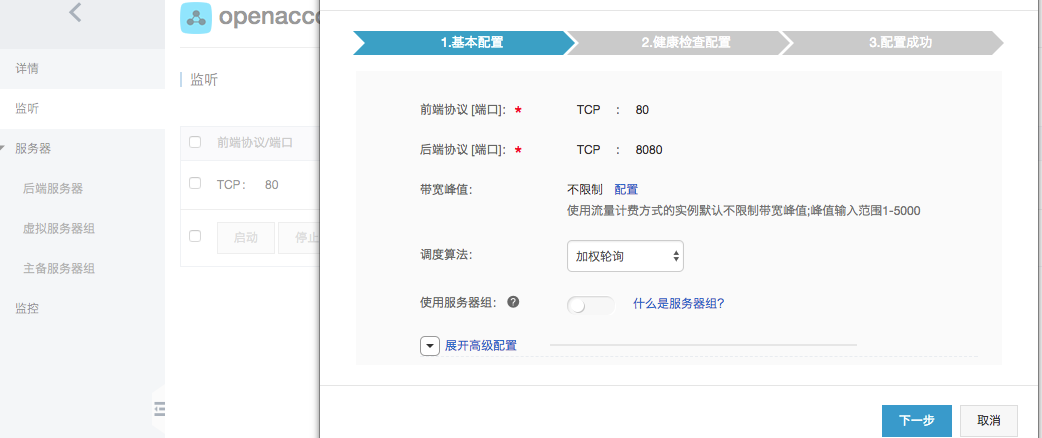 openacco
1.基本配置
2.健康检查配置
3.配置成功
详情
监听
服务器
后端服务器
虚拟服务器组
主备服务器组
监控
监听
前端协议/端口
TCP： 80
启动
停止
前端协议 [端口]： * TCP : 80
后端协议 [端口]： * TCP : 8080
带宽峰值： 不限制 配置
使用流量计费方式的实例默认不限制带宽峰值;峰值输入范围1-5000
调度算法： 加权轮询
使用服务器组： ? 什么是服务器组?
展开高级配置
下一步
取消